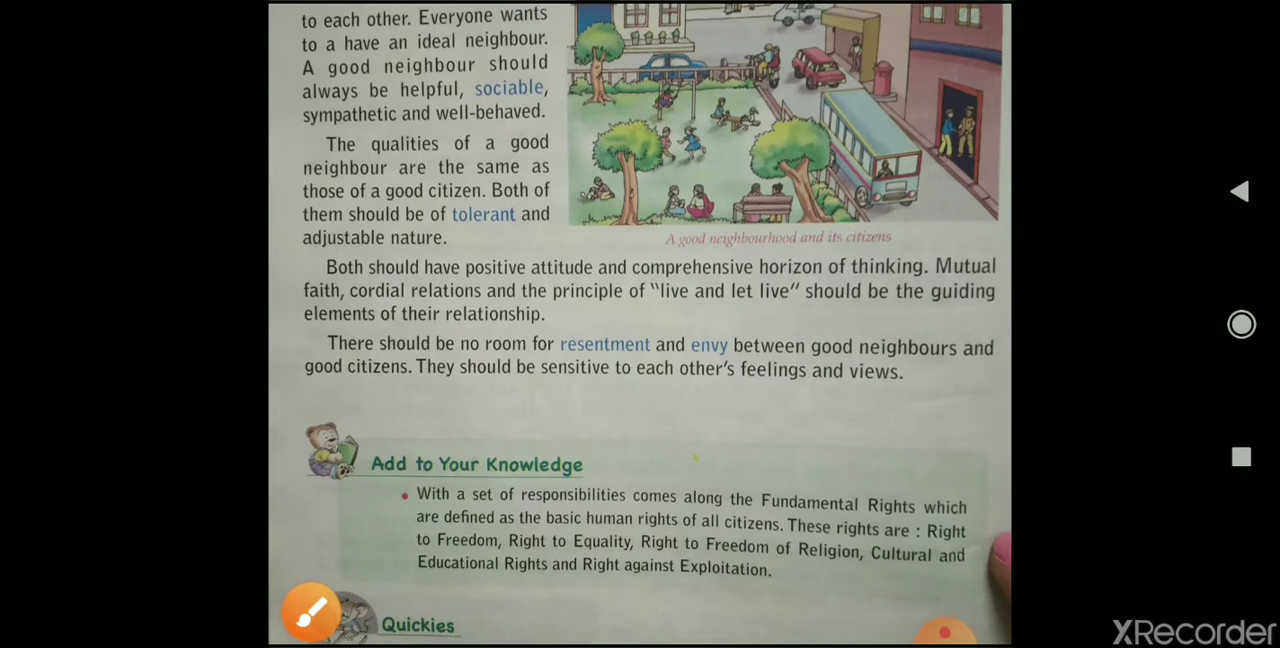 to each other. Everyone wants
to a have an ideal neighbour.
A good neighbour should
always be helpful, sociable,
sympathetic and well-behaved.
The qualities of a good
neighbour are the same as
those of a good citizen. Both of
them should be of tolerant and
adjustable nature.
A good neighbourhood and its citizens
Both should have positive attitude and comprehensive horizon of thinking. Mutual
faith, cordial relations and the principle of "live and let live" should be the guiding
elements of their relationship.
There should be no room for resentment and envy between good neighbours and
good citizens. They should be sensitive to each other's feelings and views.
Add to Your Knowledge
• With a set of responsibilities comes along the Fundamental Rights which
are defined as the basic human rights of all citizens. These rights are : Right
to Freedom, Right to Equality, Right to Freedom of Religion, Cultural and
Educational Rights and Right against Exploitation.
Quickies
XRecorder